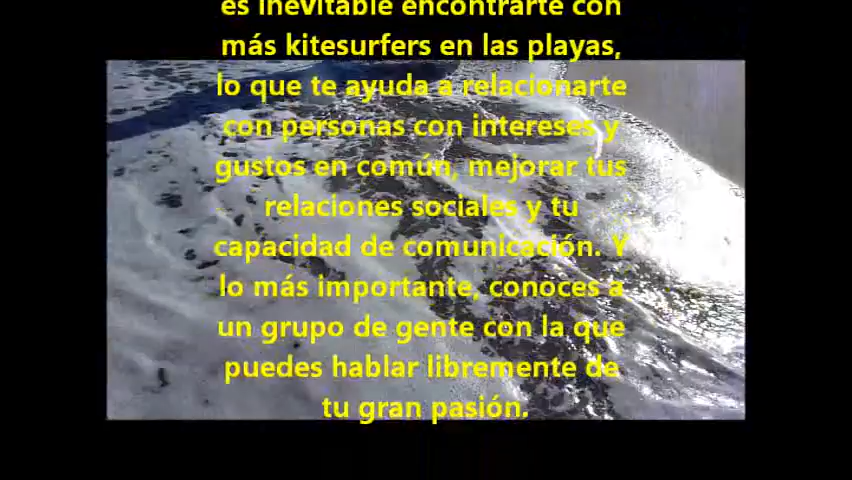 es inevitable encontrarte con
más kitesurfers en las playas,
lo que te ayuda a relacionarte
con personas con intereses y
gustos en común, mejorar tus
relaciones sociales y tu
capacidad de comunicación. Y
lo más importante, conoces a
un grupo de gente con la que
puedes hablar libremente de
tu gran pasión.